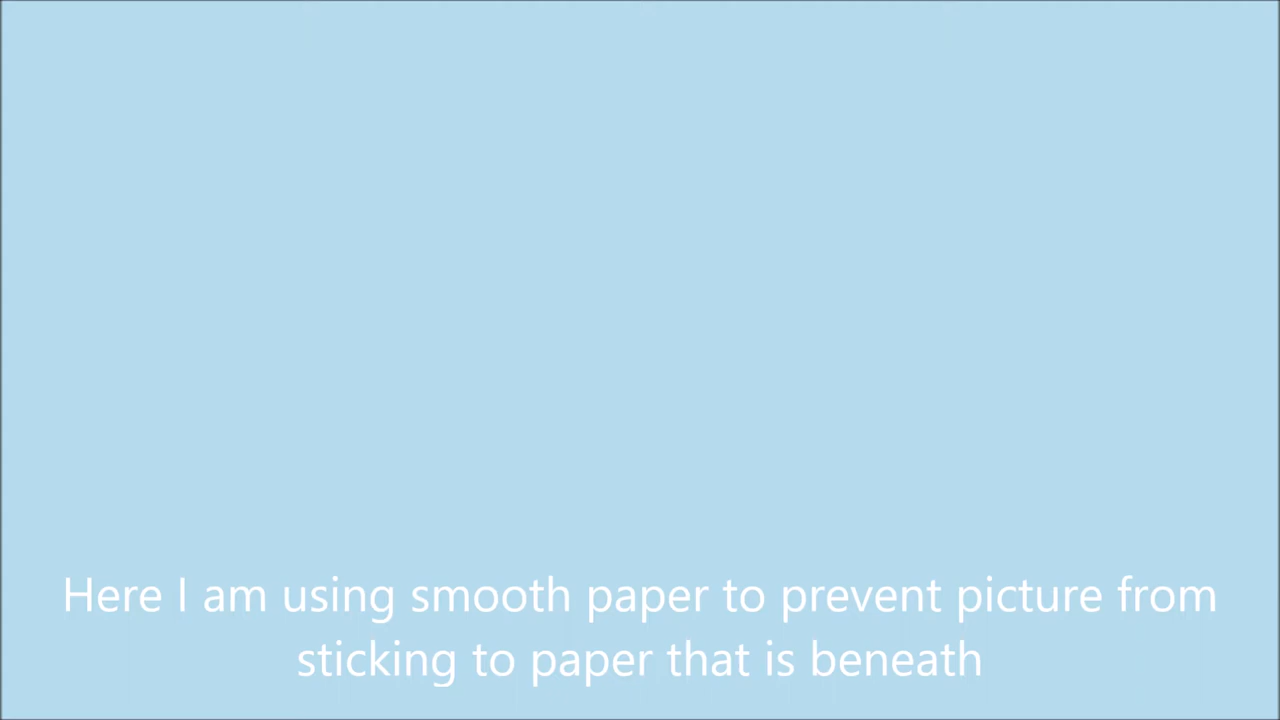 Here I am using smooth paper to prevent picture from
sticking to paper that is beneath